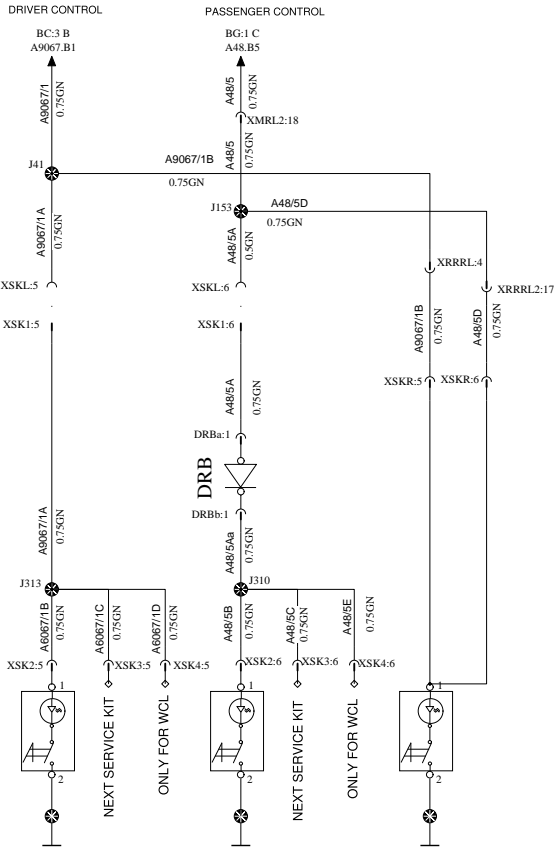 DRIVER CONTROL
PASSENGER CONTROL
BC:3 B
A9067.B1
BG:1 C
A48.B5
A9067/1
0.75GN
A48/5
0.75GN
XMRL2:18
A48/5
0.75GN
J41
A9067/1B
0.75GN
J153
A48/5D
0.75GN
A9067/1A
0.75GN
A48/5A
0.5GN
XRRRL:4
XSKL:5
XSKL:6
XRRRL2:17
XSK1:5
XSK1:6
A9067/1B
0.75GN
A48/5D
0.75GN
XSKR:5
XSKR:6
A48/5A
0.75GN
DRBa:1
DRB
DRBb:1
A9067/1A
0.75GN
A48/5Aa
0.75GN
J313
J310
A6067/1B
0.75GN
A6067/1C
0.75GN
A6067/1D
0.75GN
A48/5B
0.75GN
A48/5C
0.75GN
A48/5E
0.75GN
XSK2:5
XSK3:5
XSK4:5
XSK2:6
XSK3:6
XSK4:6
1
1
1
NEXT SERVICE KIT
ONLY FOR WCL
NEXT SERVICE KIT
ONLY FOR WCL
2
2
2